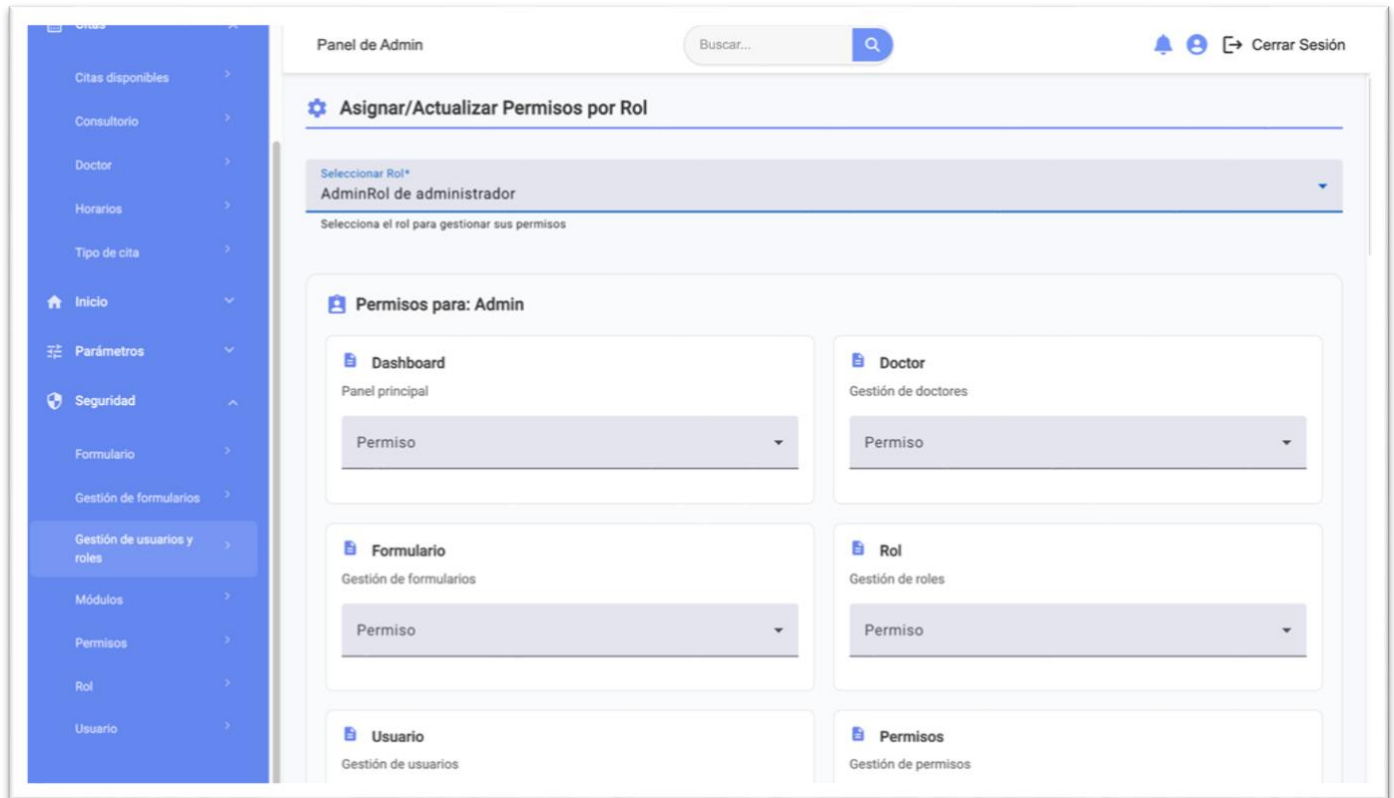 Citas
Citas disponibles
Consultorio
Doctor
Horarios
Tipo de cita
Inicio
Parámetros
Seguridad
Formulario
Gestión de formularios
Gestión de usuarios y
roles
Módulos
Permisos
Rol
Usuario
Panel de Admin
Buscar...
Cerrar Sesión
Asignar/Actualizar Permisos por Rol
Seleccionar Rol*
AdminRol de administrador
Selecciona el rol para gestionar sus permisos
Permisos para: Admin
Dashboard
Panel principal
Permiso
Doctor
Gestión de doctores
Permiso
Formulario
Gestión de formularios
Permiso
Rol
Gestión de roles
Permiso
Usuario
Gestión de usuarios
Permisos
Gestión de permisos